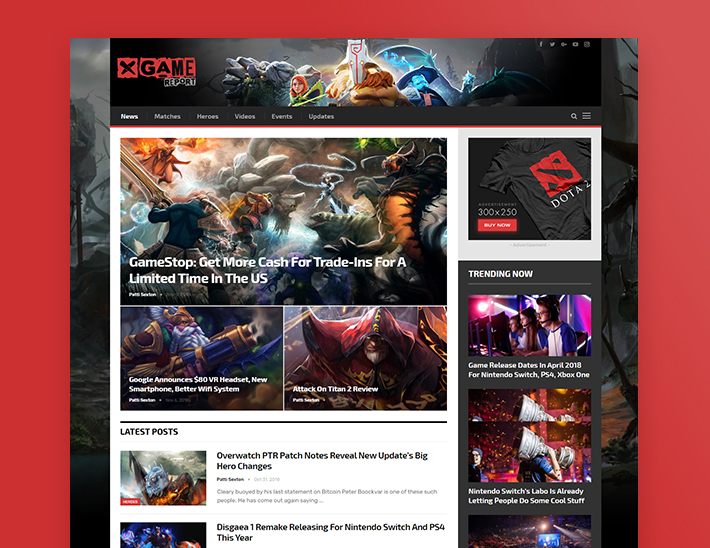 X GAME
REPORT
News Matches Heroes Videos Events Updates
GameStop: Get More Cash For Trade-Ins For A
Limited Time In The US
Patti Sexton
Google Announces $80 VR Headset, New
Smartphone, Better Wifi System
Patti Sexton
Attack On Titan 2 Review
Patti Sexton
LATEST POSTS
Overwatch PTR Patch Notes Reveal New Update's Big
Hero Changes
Patti Sexton • Oct 31, 2018
Cleary buoyed by his last statement on Bitcoin Peter Boockvar is one of these such
people. He has come out again saying ...
HEROES
Disgaea 1 Remake Releasing For Nintendo Switch And PS4
This Year
DOTA 2
ADVERTISEMENT
300x250
BUY NOW
- Advertisement -
TRENDING NOW
Game Release Dates In April 2018
For Nintendo Switch, PS4, Xbox One
Nintendo Switch's Labo Is Already
Letting People Do Some Cool Stuff